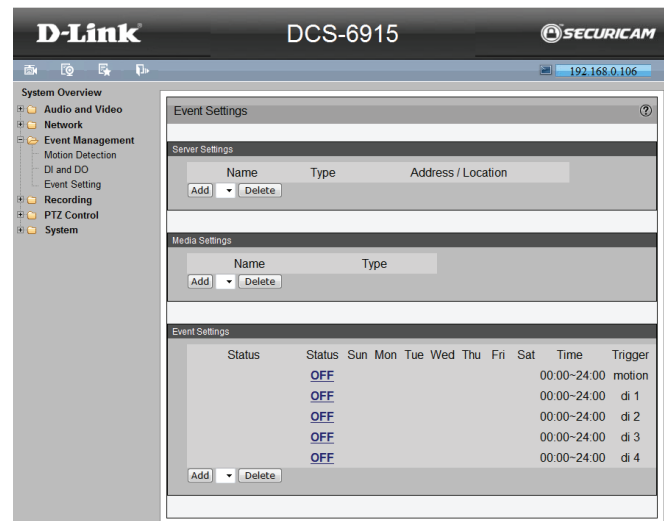 D-Link
DCS-6915
SECURICAM
192.168.0.106
System Overview
Audio and Video
Network
Event Management
Motion Detection
DI and DO
Event Setting
Recording
PTZ Control
System
Event Settings
?
Server Settings
Name Type Address / Location
Add Delete
Media Settings
Name Type
Add Delete
Event Settings
Status Status Sun Mon Tue Wed Thu Fri Sat Time Trigger
OFF 00:00~24:00 motion
OFF 00:00~24:00 di 1
OFF 00:00~24:00 di 2
OFF 00:00~24:00 di 3
OFF 00:00~24:00 di 4
Add Delete